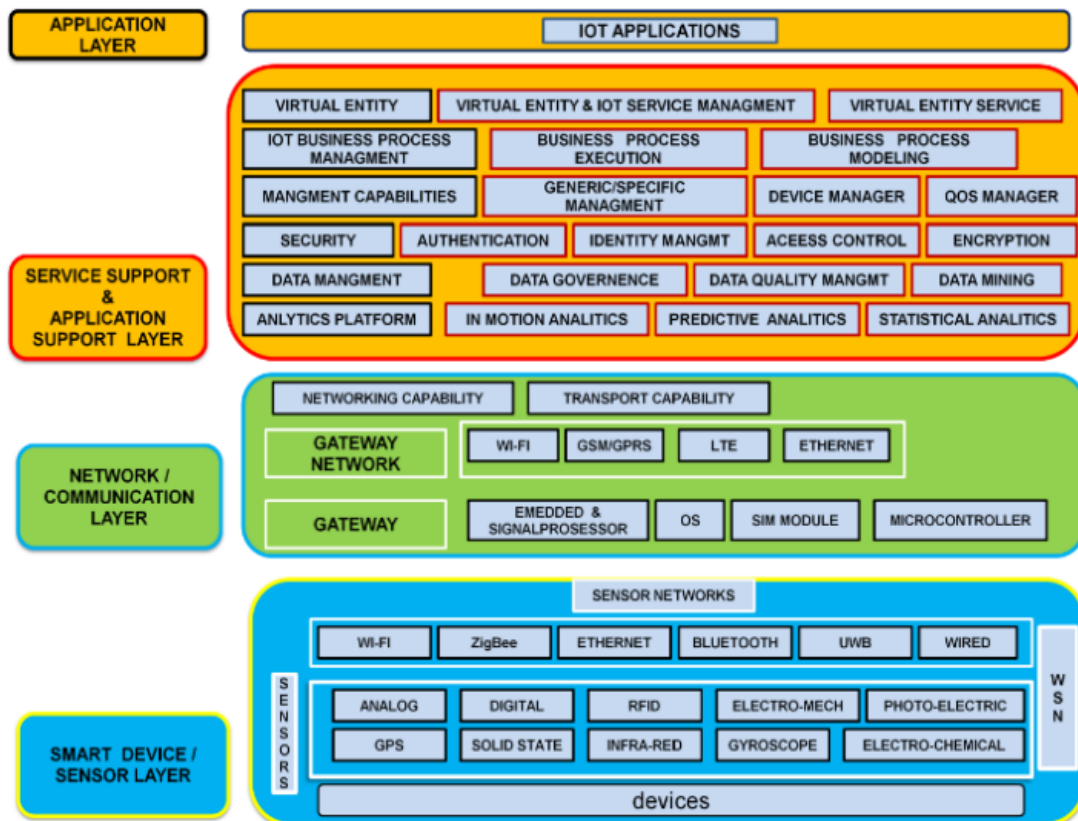 APPLICATION
LAYER
IOT APPLICATIONS
VIRTUAL ENTITY
VIRTUAL ENTITY & IOT SERVICE MANAGMENT
VIRTUAL ENTITY SERVICE
IOT BUSINESS PROCESS
MANAGMENT
BUSINESS PROCESS
EXECUTION
BUSINESS PROCESS
MODELING
MANGMENT CAPABILITIES
GENERIC/SPECIFIC
MANAGMENT
DEVICE MANAGER
QOS MANAGER
SECURITY
AUTHENTICATION
IDENTITY MANGMT
ACEESS CONTROL
ENCRYPTION
SERVICE SUPPORT
&
APPLICATION
SUPPORT LAYER
DATA MANGMENT
DATA GOVERNENCE
DATA QUALITY MANGMT
DATA MINING
ANLYTICS PLATFORM
IN MOTION ANALITICS
PREDICTIVE ANALITICS
STATISTICAL ANALITICS
NETWORK /
COMMUNICATION
LAYER
NETWORKING CAPABILITY
TRANSPORT CAPABILITY
GATEWAY
NETWORK
WI-FI
GSM/GPRS
LTE
ETHERNET
GATEWAY
EMEDDED &
SIGNALPROSESSOR
OS
SIM MODULE
MICROCONTROLLER
SMART DEVICE /
SENSOR LAYER
SENSOR NETWORKS
WI-FI
ZigBee
ETHERNET
BLUETOOTH
UWB
WIRED
SENSORS
ANALOG
DIGITAL
RFID
ELECTRO-MECH
PHOTO-ELECTRIC
GPS
SOLID STATE
INFRA-RED
GYROSCOPE
ELECTRO-CHEMICAL
WSN
devices